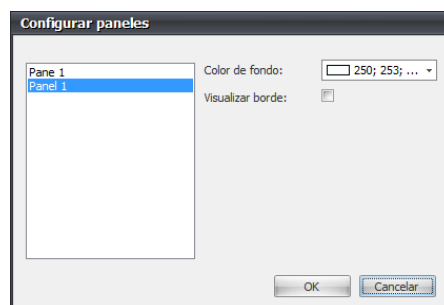 Configurar paneles
Pane 1
Panel 1
Color de fondo:
250; 253; ...
Visualizar borde:
OK
Cancelar